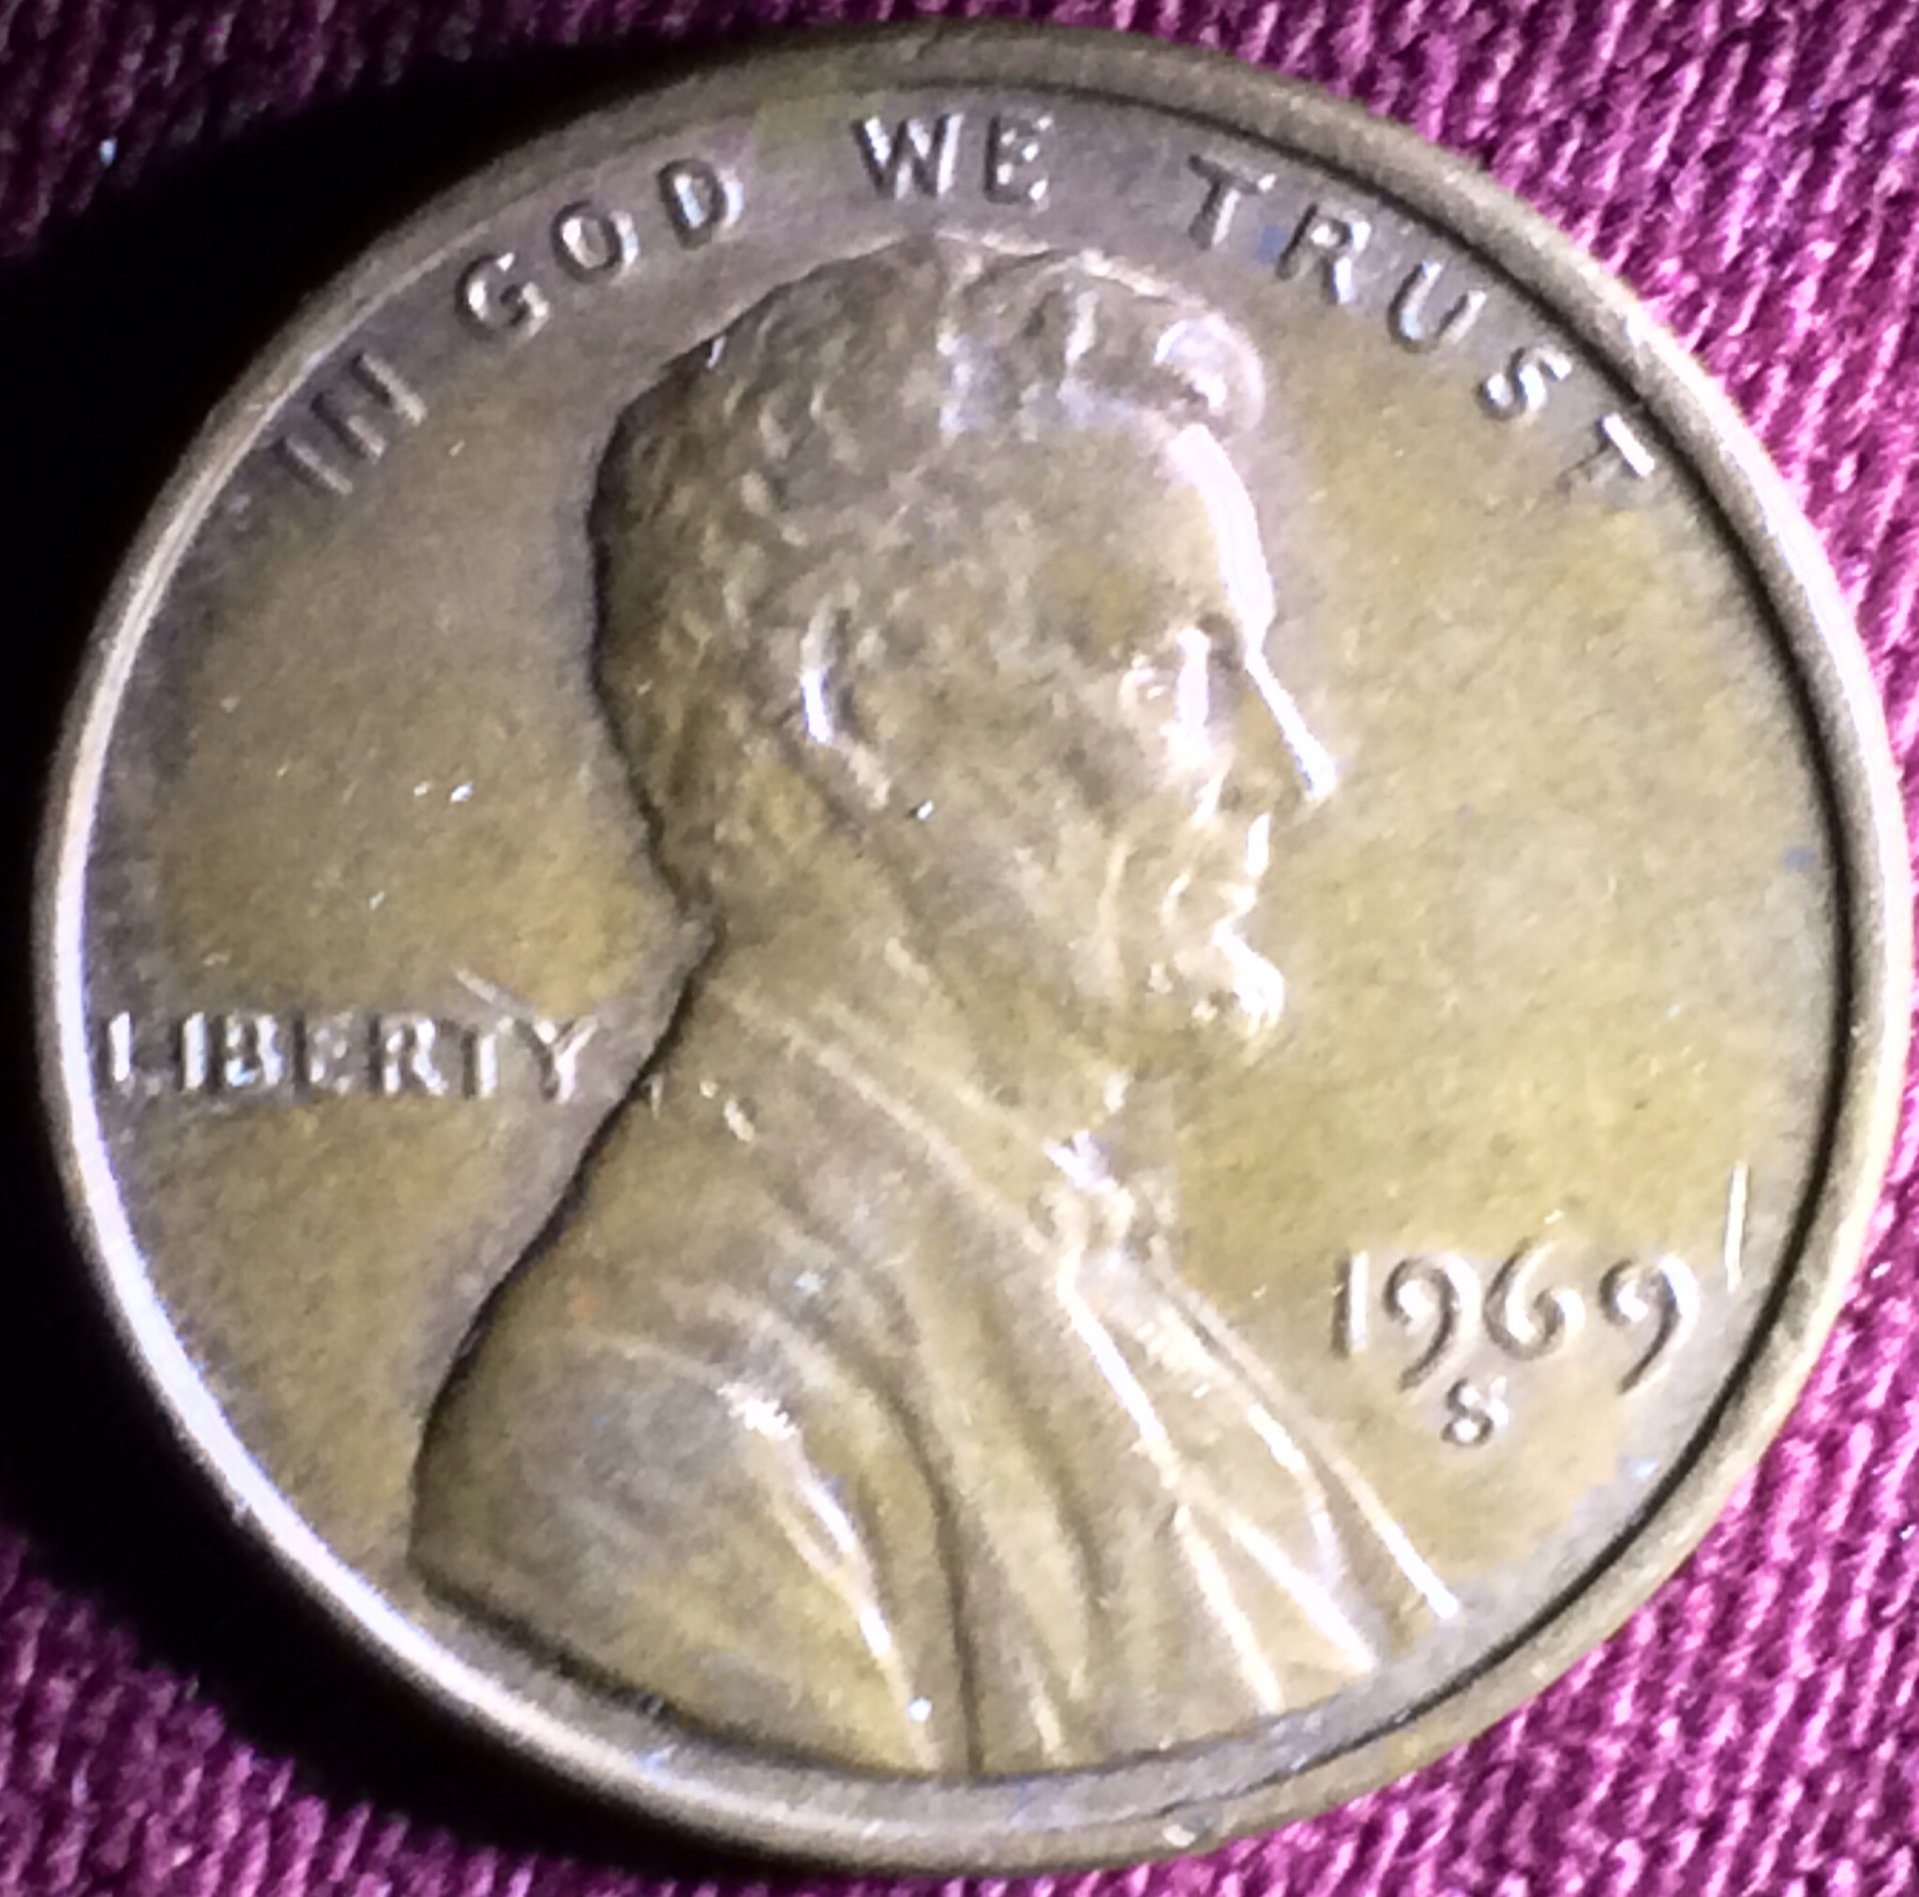 IN GOD WE TRUST
LIBERTY
1969
S